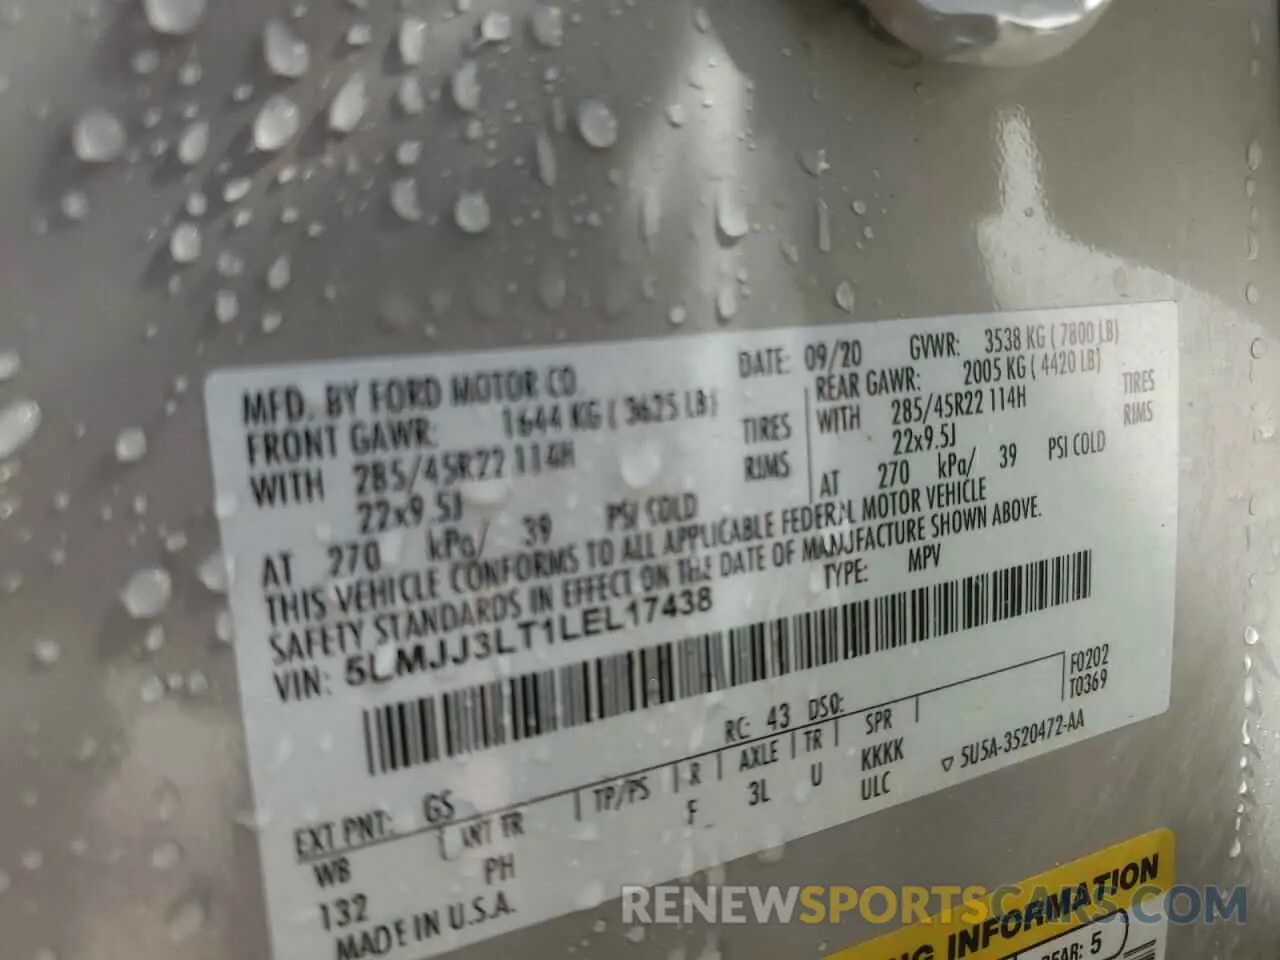 MFD. BY FORD MOTOR CO.
DATE: 09/20 GVWR: 3538 KG ( 7800 LB)
FRONT GAWR: 1644 KG ( 3625 LB) REAR GAWR: 2005 KG ( 4420 LB)
WITH 285/45R22 114H TIRES WITH 285/45R22 114H TIRES
22x9.5J RIMS 22x9.5J RIMS
AT 270 kPa/ 39 PSI COLD AT 270 kPa/ 39 PSI COLD
THIS VEHICLE CONFORMS TO ALL APPLICABLE FEDERAL MOTOR VEHICLE
SAFETY STANDARDS IN EFFECT ON THE DATE OF MANUFACTURE SHOWN ABOVE.
VIN: 5LMJJ3LT1LEL17438 TYPE: MPV
F0202
T0369
EXT PNT: GS RC: 43 DSO:
WB INT TR TP/PS R AXLE TR SPR
132 PH F 3L U KKKK
ULC
MADE IN U.S.A. 5U5A-3520472-AA
INFORMATION
REAR: 5
RENEWSPORTSCARS.COM